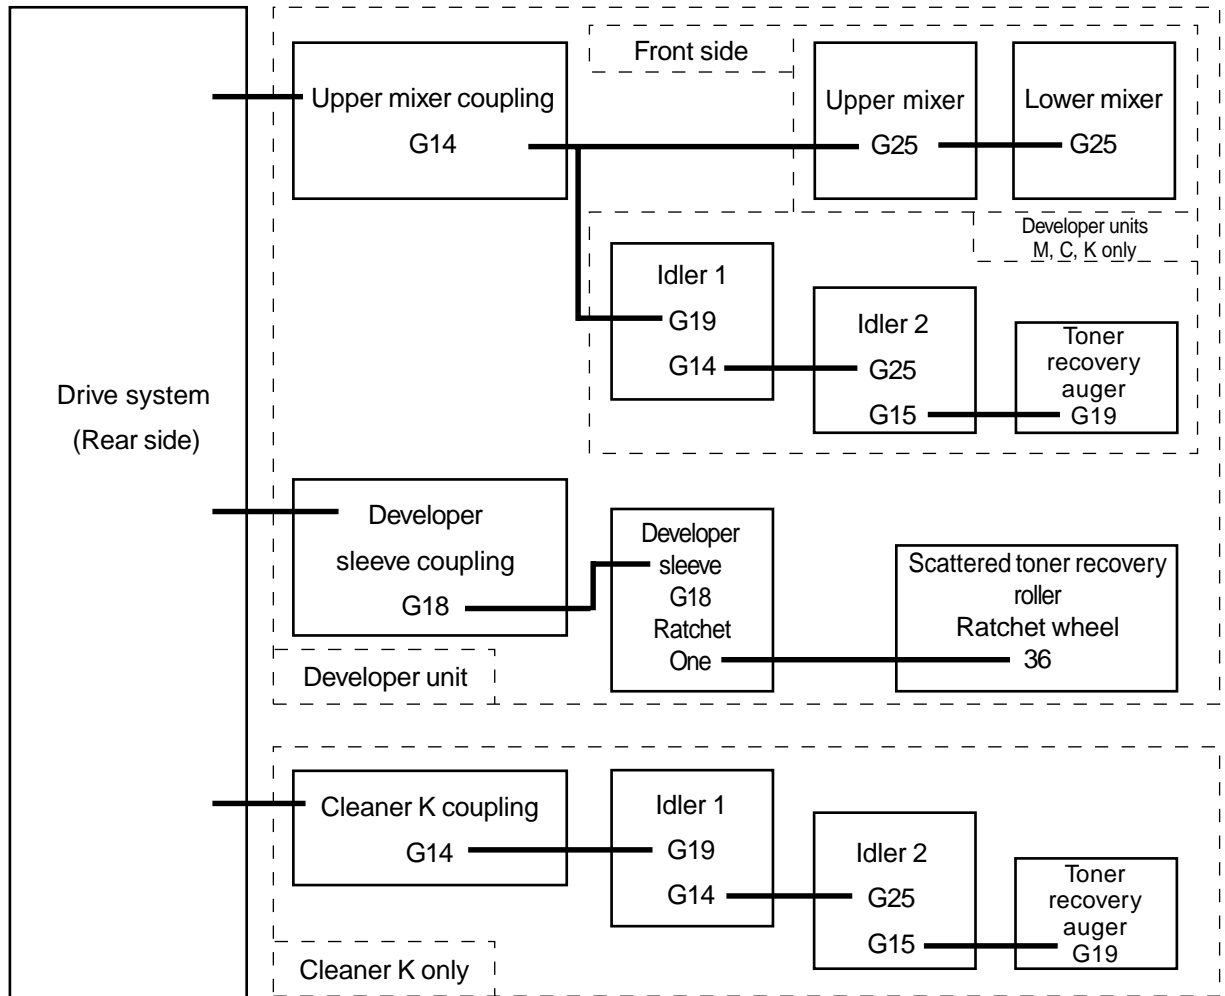 Drive system
(Rear side)
Upper mixer coupling
G14
Front side
Upper mixer
G25
Lower mixer
G25
Developer units
M, C, K only
Idler 1
G19
G14
Idler 2
G25
G15
Toner
recovery
auger
G19
Developer
sleeve coupling
G18
Developer
sleeve
G18
Ratchet
One
Scattered toner recovery
roller
Ratchet wheel
36
Developer unit
Cleaner K coupling
G14
Idler 1
G19
G14
Idler 2
G25
G15
Toner
recovery
auger
G19
Cleaner K only